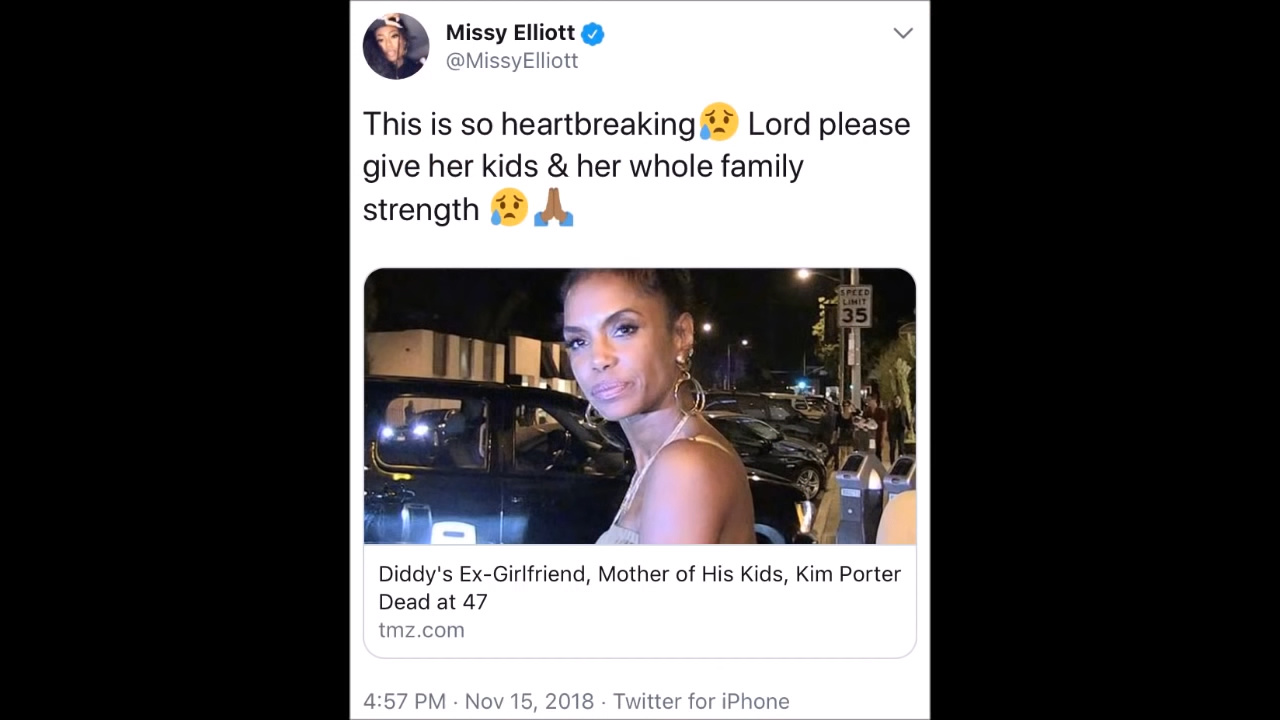 Missy Elliott
@MissyElliott
This is so heartbreaking😥 Lord please
give her kids & her whole family
strength 😥🙏🏾
SPEED
LIMIT
35
Diddy's Ex-Girlfriend, Mother of His Kids, Kim Porter
Dead at 47
tmz.com
4:57 PM · Nov 15, 2018 · Twitter for iPhone